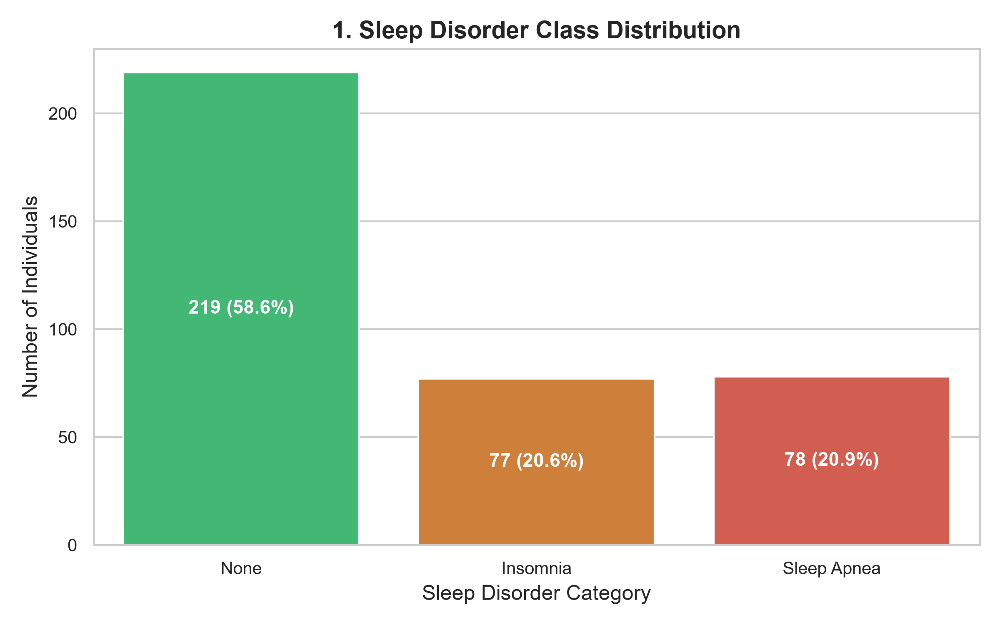 1. Sleep Disorder Class Distribution
Number of Individuals
200
150
100
50
0
219 (58.6%)
77 (20.6%)
78 (20.9%)
None
Insomnia
Sleep Apnea
Sleep Disorder Category